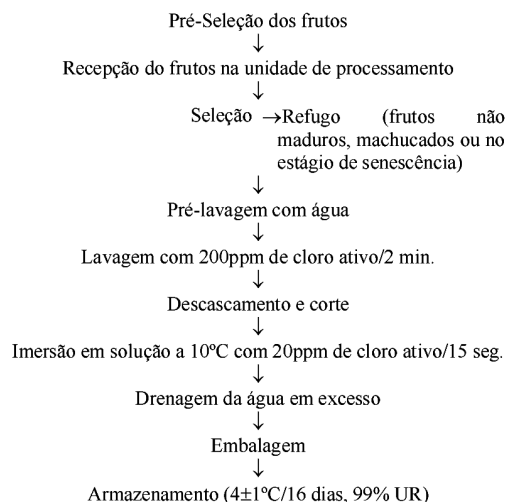 Pré-Seleção dos frutos
↓
Recepção do frutos na unidade de processamento
↓
Seleção →Refugo (frutos não
maduros, machucados ou no
estágio de senescência)
↓
Pré-lavagem com água
↓
Lavagem com 200ppm de cloro ativo/2 min.
↓
Descascamento e corte
↓
Imersão em solução a 10ºC com 20ppm de cloro ativo/15 seg.
↓
Drenagem da água em excesso
↓
Embalagem
↓
Armazenamento (4±1ºC/16 dias, 99% UR)